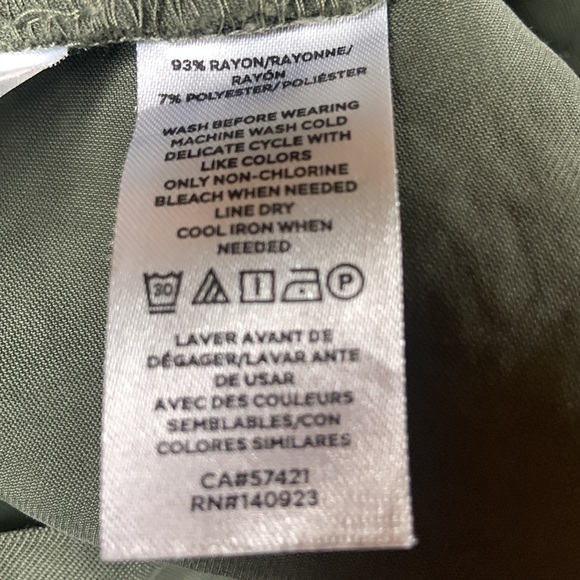 93% RAYON/RAYONNE/
RAYÓN
7% POLYESTER/POLIÉSTER
WASH BEFORE WEARING
MACHINE WASH COLD
DELICATE CYCLE WITH
LIKE COLORS
ONLY NON-CHLORINE
BLEACH WHEN NEEDED
LINE DRY
COOL IRON WHEN
NEEDED
30 P
LAVER AVANT DE
DÉGAGER/LAVAR ANTE
DE USAR
AVEC DES COULEURS
SEMBLABLES/CON
COLORES SIMILARES
CA#57421
RN#140923